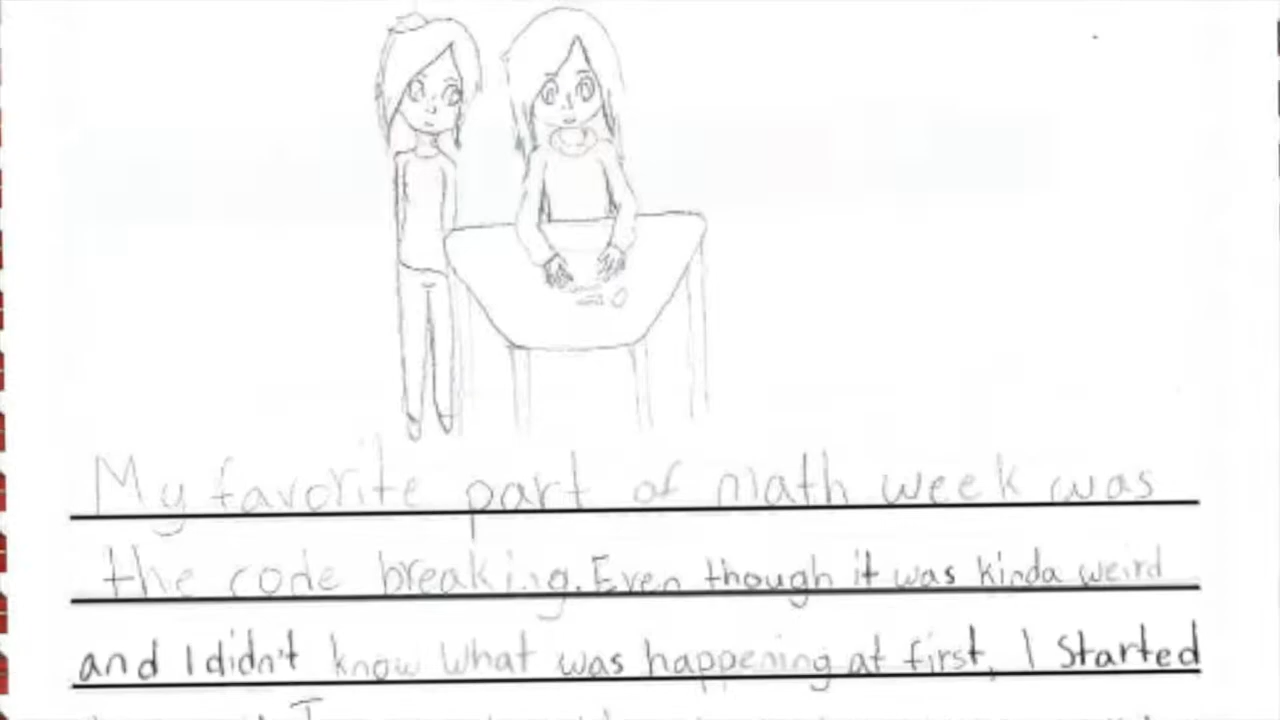 My favorite part of math week was
the code breaking. Even though it was kinda weird
and I didn't know what was happening at first, I started
I